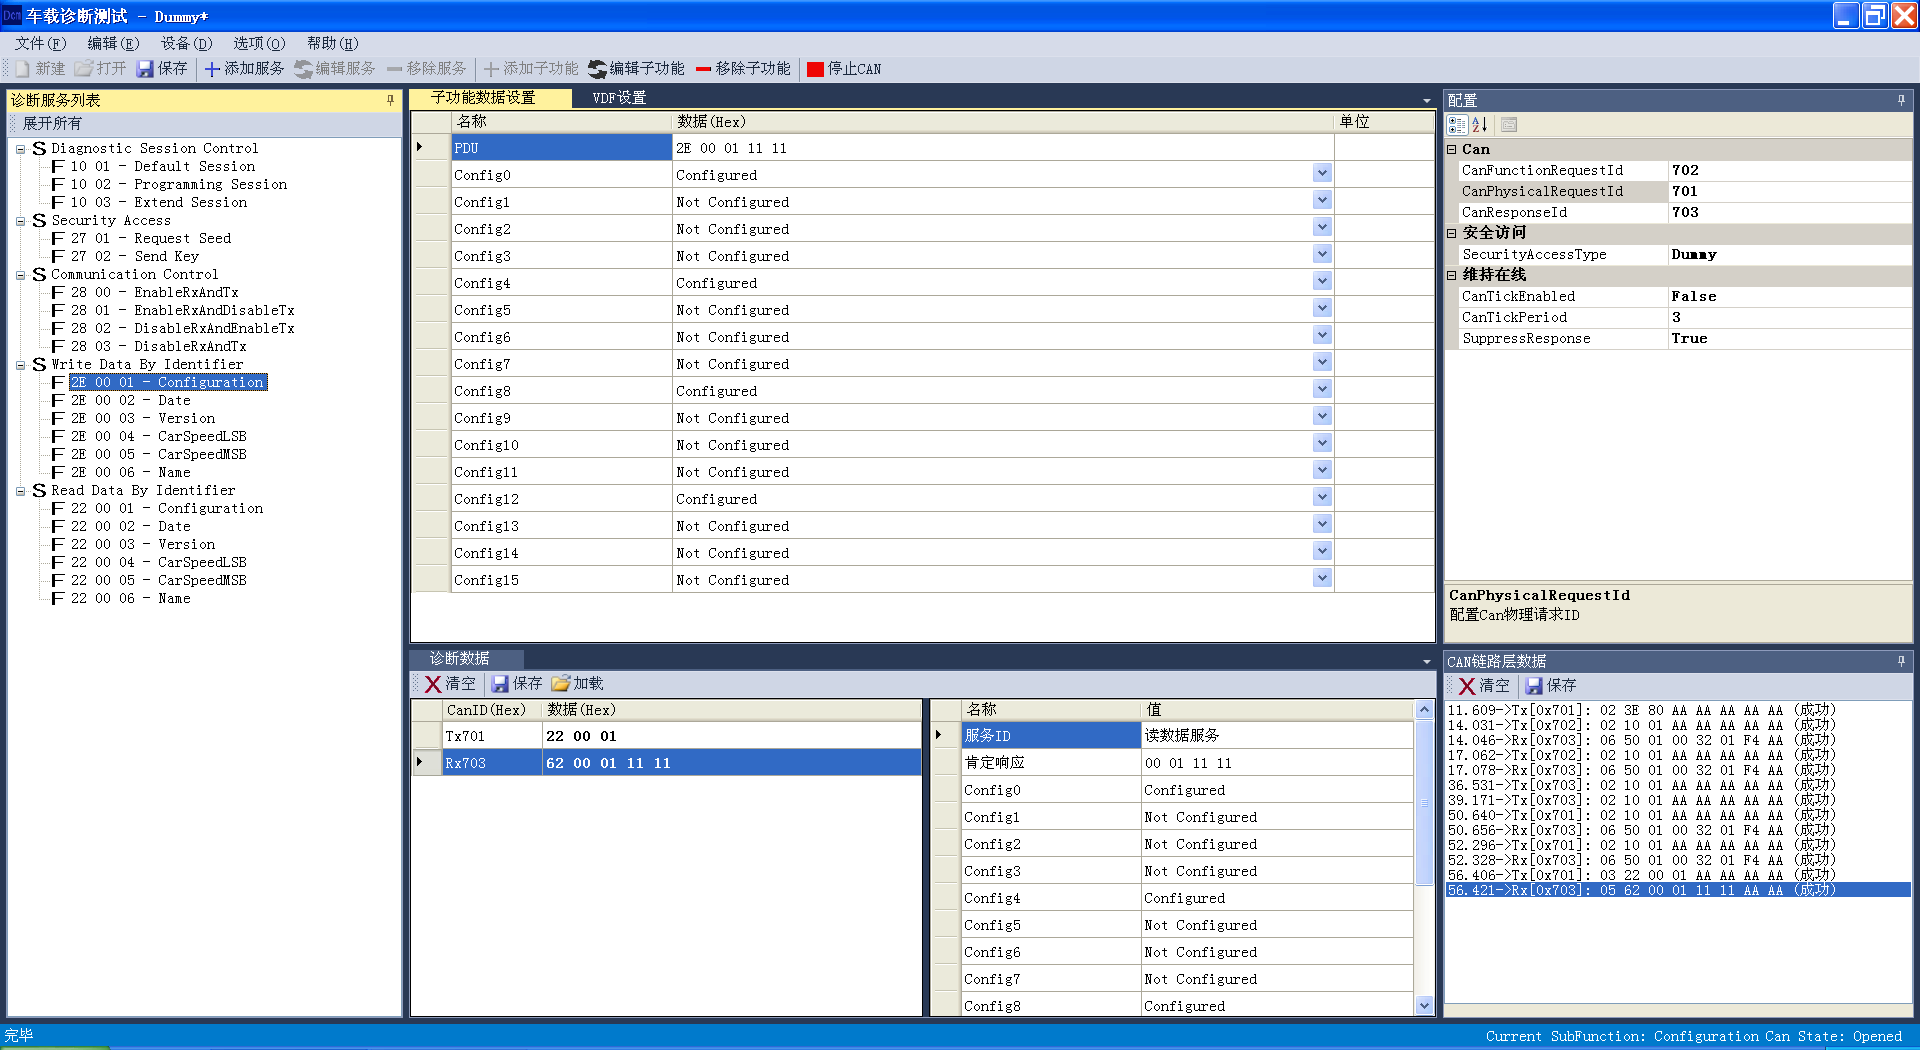 Dcm 车载诊断测试 - Dummy*
文件(F) 编辑(E) 设备(D) 选项(O) 帮助(H)
新建 打开 保存 添加服务 编辑服务 移除服务 添加子功能 编辑子功能 移除子功能 停止CAN
诊断服务列表
展开所有
S Diagnostic Session Control
F 10 01 - Default Session
F 10 02 - Programming Session
F 10 03 - Extend Session
S Security Access
F 27 01 - Request Seed
F 27 02 - Send Key
S Communication Control
F 28 00 - EnableRxAndTx
F 28 01 - EnableRxAndDisableTx
F 28 02 - DisableRxAndEnableTx
F 28 03 - DisableRxAndTx
S Write Data By Identifier
F 2E 00 01 - Configuration
F 2E 00 02 - Date
F 2E 00 03 - Version
F 2E 00 04 - CarSpeedLSB
F 2E 00 05 - CarSpeedMSB
F 2E 00 06 - Name
S Read Data By Identifier
F 22 00 01 - Configuration
F 22 00 02 - Date
F 22 00 03 - Version
F 22 00 04 - CarSpeedLSB
F 22 00 05 - CarSpeedMSB
F 22 00 06 - Name
子功能数据设置 VDF设置
名称 数据(Hex) 单位
PDU 2E 00 01 11 11
Config0 Configured
Config1 Not Configured
Config2 Not Configured
Config3 Not Configured
Config4 Configured
Config5 Not Configured
Config6 Not Configured
Config7 Not Configured
Config8 Configured
Config9 Not Configured
Config10 Not Configured
Config11 Not Configured
Config12 Configured
Config13 Not Configured
Config14 Not Configured
Config15 Not Configured
诊断数据
清空 保存 加载
CanID(Hex) 数据(Hex)
Tx701 22 00 01
Rx703 62 00 01 11 11
名称 值
服务ID 读数据服务
肯定响应 00 01 11 11
Config0 Configured
Config1 Not Configured
Config2 Not Configured
Config3 Not Configured
Config4 Configured
Config5 Not Configured
Config6 Not Configured
Config7 Not Configured
Config8 Configured
配置
Can
CanFunctionRequestId 702
CanPhysicalRequestId 701
CanResponseId 703
安全访问
SecurityAccessType Dummy
维持在线
CanTickEnabled False
CanTickPeriod 3
SuppressResponse True
CanPhysicalRequestId
配置Can物理请求ID
CAN链路层数据
清空 保存
11.609->Tx[0x701]: 02 3E 80 AA AA AA AA AA (成功)
14.031->Tx[0x702]: 02 10 01 AA AA AA AA AA (成功)
14.046->Rx[0x703]: 06 50 01 00 32 01 F4 AA (成功)
17.062->Tx[0x702]: 02 10 01 AA AA AA AA AA (成功)
17.078->Rx[0x703]: 06 50 01 00 32 01 F4 AA (成功)
36.531->Tx[0x703]: 02 10 01 AA AA AA AA AA (成功)
39.171->Tx[0x703]: 02 10 01 AA AA AA AA AA (成功)
50.640->Tx[0x701]: 02 10 01 AA AA AA AA AA (成功)
50.656->Rx[0x703]: 06 50 01 00 32 01 F4 AA (成功)
52.296->Tx[0x701]: 02 10 01 AA AA AA AA AA (成功)
52.328->Rx[0x703]: 06 50 01 00 32 01 F4 AA (成功)
56.406->Tx[0x701]: 03 22 00 01 AA AA AA AA (成功)
56.421->Rx[0x703]: 05 62 00 01 11 11 AA AA (成功)
完毕 Current SubFunction: Configuration Can State: Opened